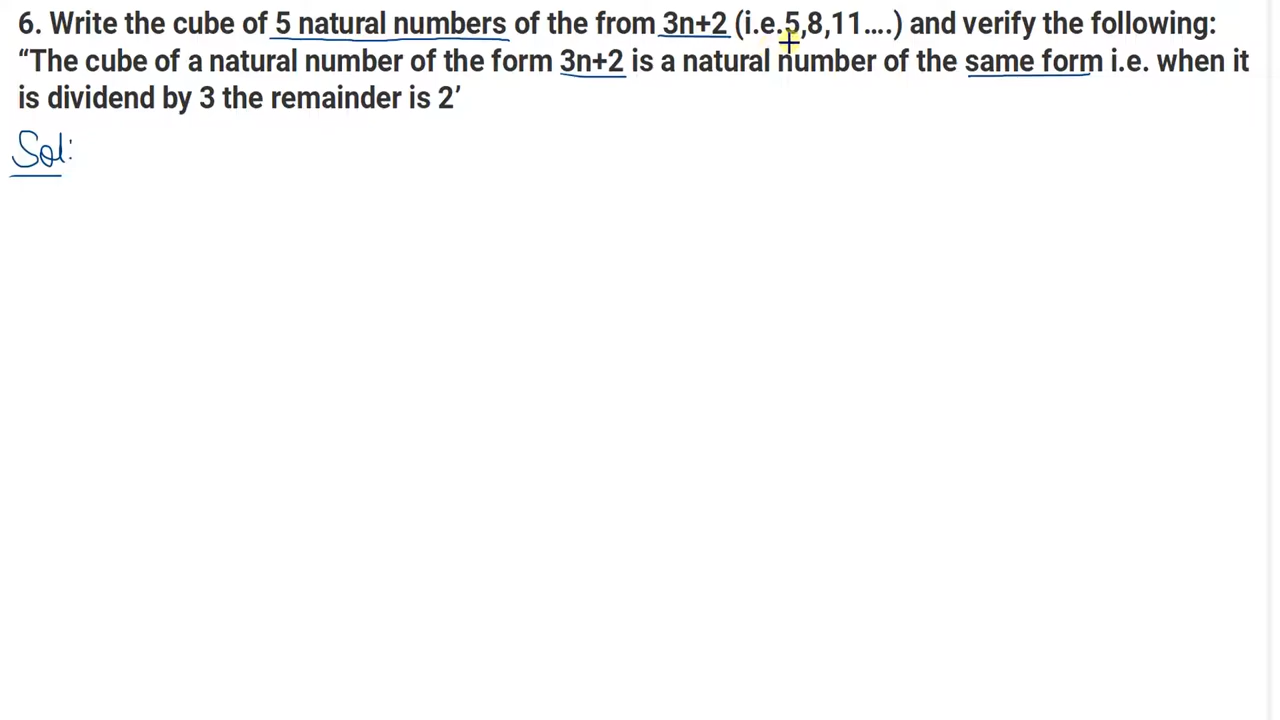 6. Write the cube of 5 natural numbers of the from 3n+2 (i.e.5,8,11....) and verify the following:
“The cube of a natural number of the form 3n+2 is a natural number of the same form i.e. when it
is dividend by 3 the remainder is 2’
Sol: